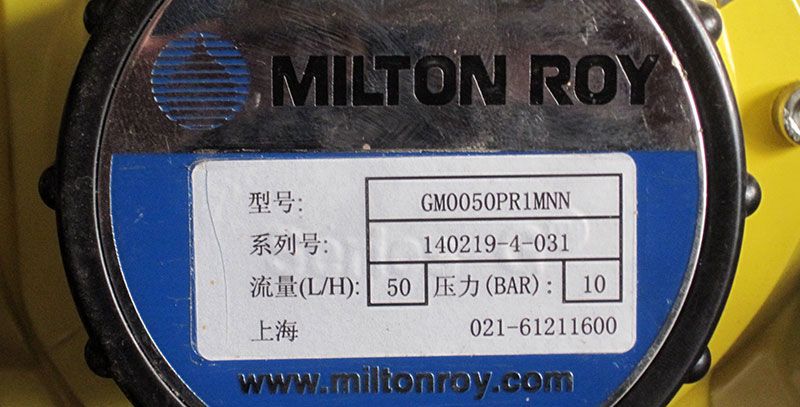 MILTON ROY
型号: GM0050PR1MNN
系列号: 140219-4-031
流量(L/H): 50 压力(BAR): 10
上海 021-61211600
www.miltonroy.com